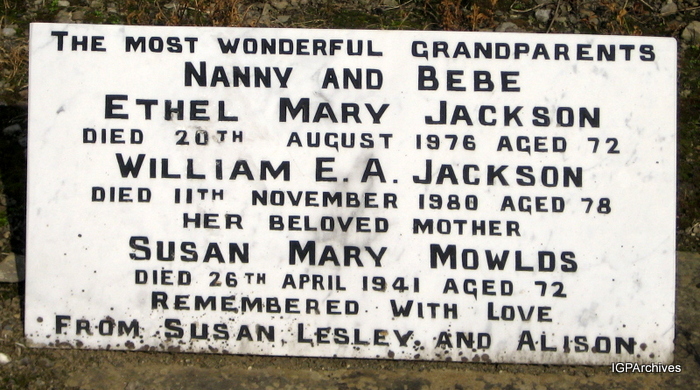 THE MOST WONDERFUL GRANDPARENTS
NANNY AND BEBE
ETHEL MARY JACKSON
DIED 20TH AUGUST 1976 AGED 72
WILLIAM E. A. JACKSON
DIED 11TH NOVEMBER 1980 AGED 78
HER BELOVED MOTHER
SUSAN MARY MOWLDS
DIED 26TH APRIL 1941 AGED 72
REMEMBERED WITH LOVE
FROM SUSAN, LESLEY, AND ALISON.
IGPArchives